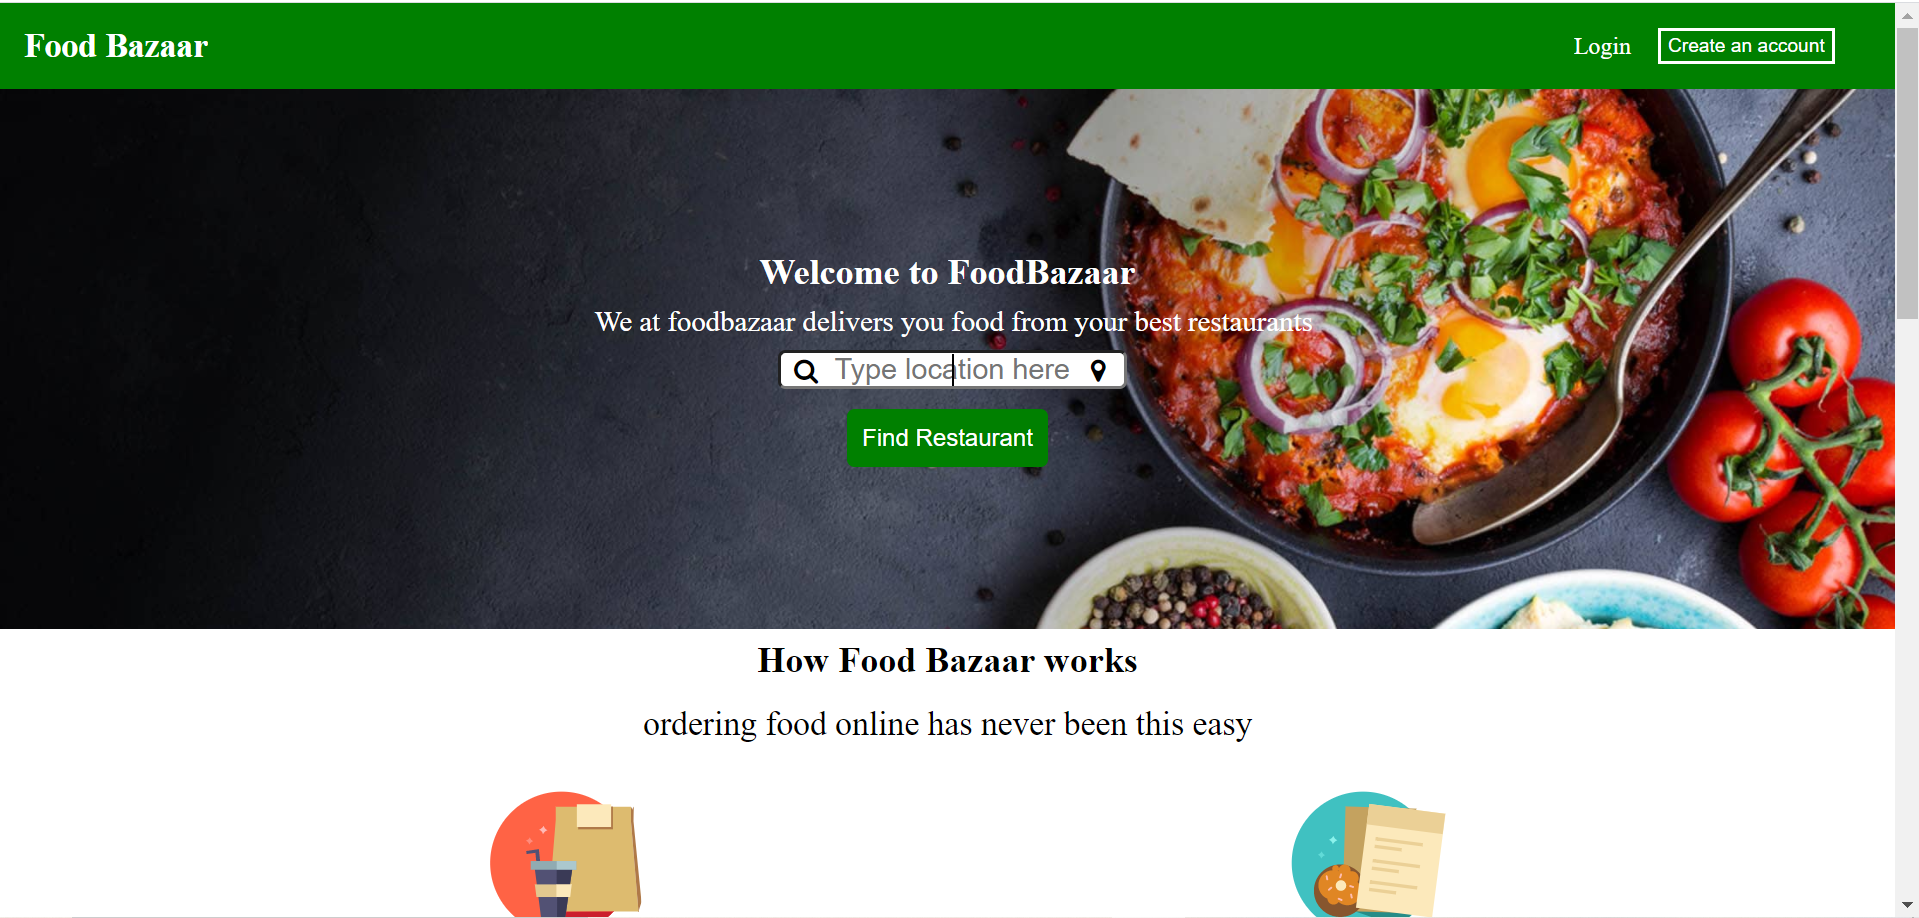 Food Bazaar
Login
Create an account
Welcome to FoodBazaar
We at foodbazaar delivers you food from your best restaurants
Type location here
Find Restaurant
How Food Bazaar works
ordering food online has never been this easy